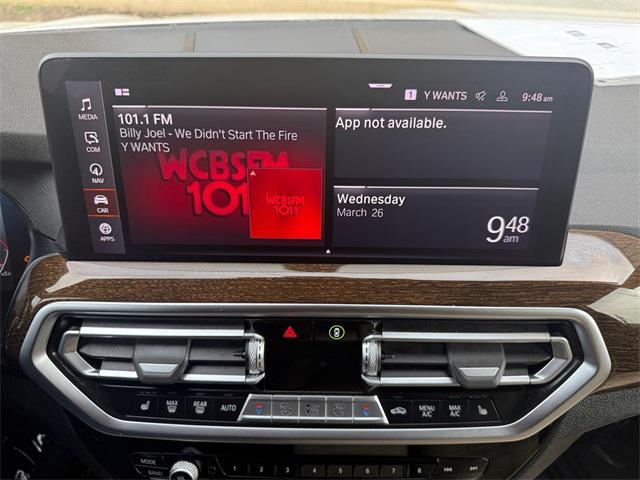 1 Y WANTS 9:48 am
MEDIA
COM
NAV
CAR
APPS
101.1 FM
Billy Joel - We Didn't Start The Fire
Y WANTS
WCBSFM
101.1
WCBSFM
101.1
App not available.
Wednesday
March 26
9 48
am
MAX
REAR
AUTO
MENU
A/C
MAX
A/C
MODE
BAND
1 2 3 4 5 6 7 8